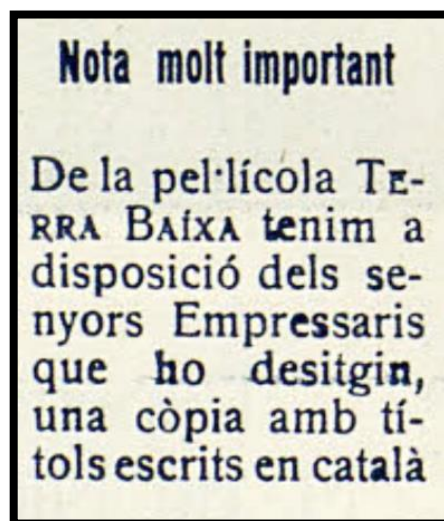 Nota molt important
De la pel·lícola TE-
RRA BAÍXA tenim a
disposició dels se-
nyors Empressaris
que ho desitgin,
una còpia amb tí-
tols escrits en català